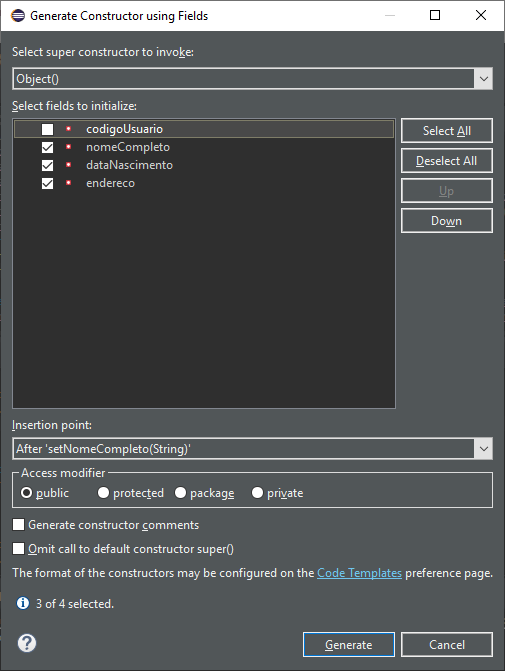 Generate Constructor using Fields
Select super constructor to invoke:
Object()
Select fields to initialize:
codigoUsuario
nomeCompleto
dataNascimento
endereco
Select All
Deselect All
Up
Down
Insertion point:
After 'setNomeCompleto(String)'
Access modifier
public protected package private
Generate constructor comments
Omit call to default constructor super()
The format of the constructors may be configured on the Code Templates preference page.
3 of 4 selected.
Generate Cancel